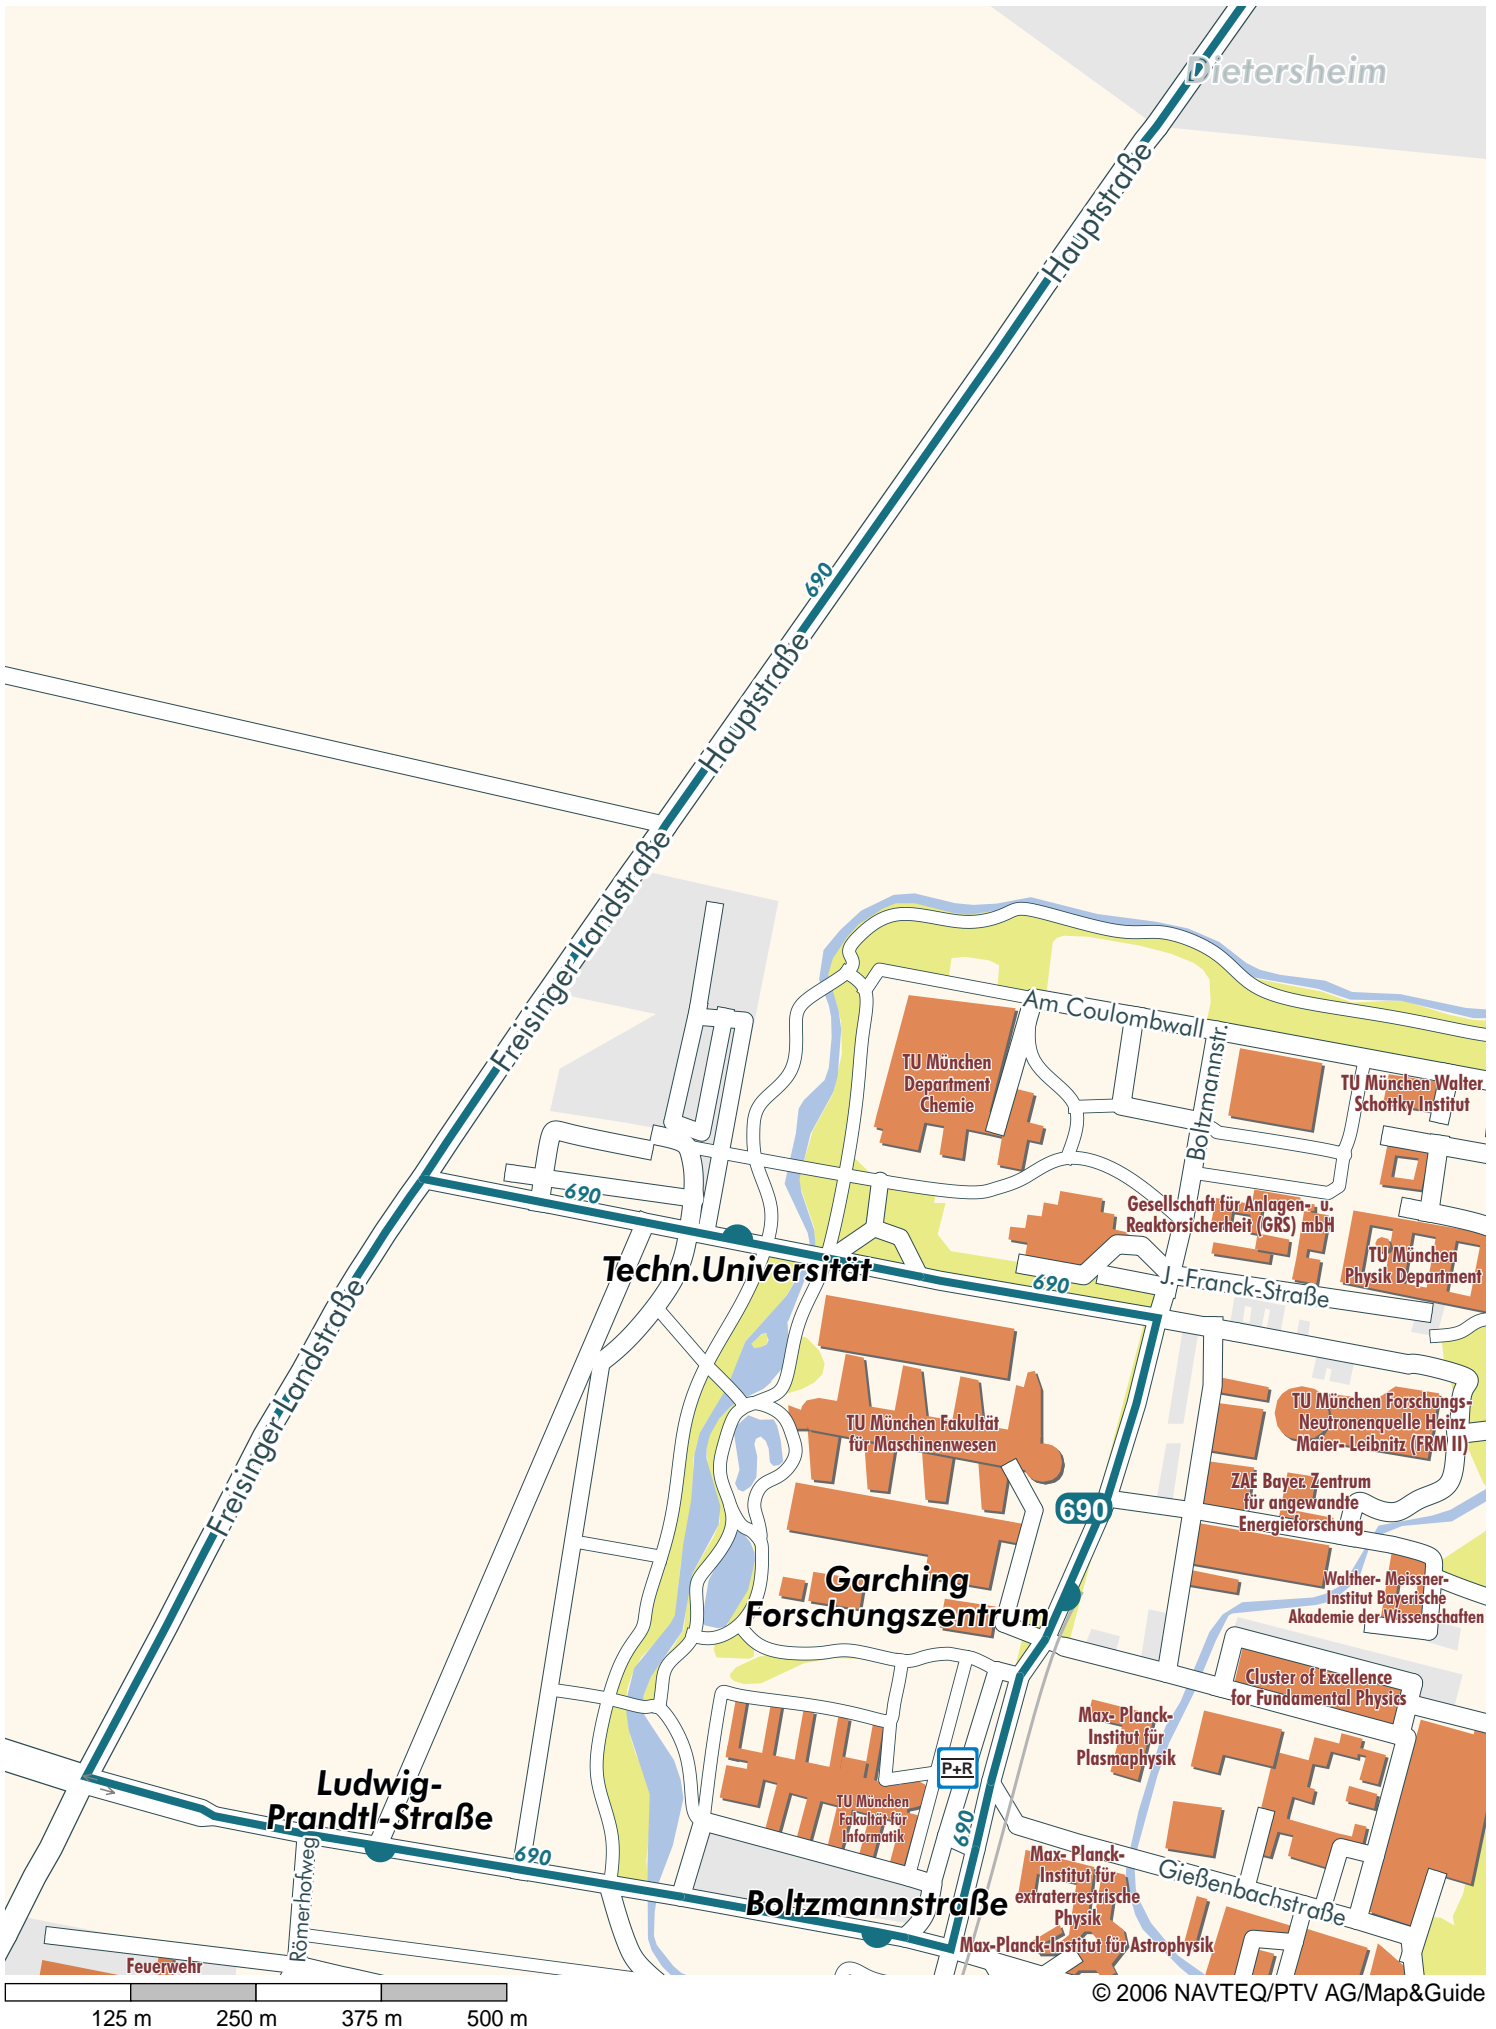 Dietersheim
Hauptstraße
690
Hauptstraße
Freisinger Landstraße
Am Coulombwall
Boltzmannstr.
TU München
Department
Chemie
TU München Walter
Schottky Institut
690
Gesellschaft für Anlagen- u.
Reaktorsicherheit (GRS) mbH
TU München
Physik Department
Techn.Universität
690
J.-Franck-Straße
Freisinger Landstraße
TU München Fakultät
für Maschinenwesen
TU München Forschungs-
Neutronenquelle Heinz
Maier- Leibnitz (FRM II)
690
ZAE Bayer. Zentrum
für angewandte
Energieforschung
Garching
Forschungszentrum
Walther- Meissner-
Institut Bayerische
Akademie der Wissenschaften
Cluster of Excellence
for Fundamental Physics
Max- Planck-
Institut für
Plasmaphysik
P+R
Ludwig-
Prandtl-Straße
TU München
Fakultät für
Informatik
690
690
Römerhofweg
Max- Planck-
Institut für
extraterrestrische
Physik
Gießenbachstraße
Boltzmannstraße
Max-Planck-Institut für Astrophysik
Feuerwehr
© 2006 NAVTEQ/PTV AG/Map&Guide
125 m 250 m 375 m 500 m